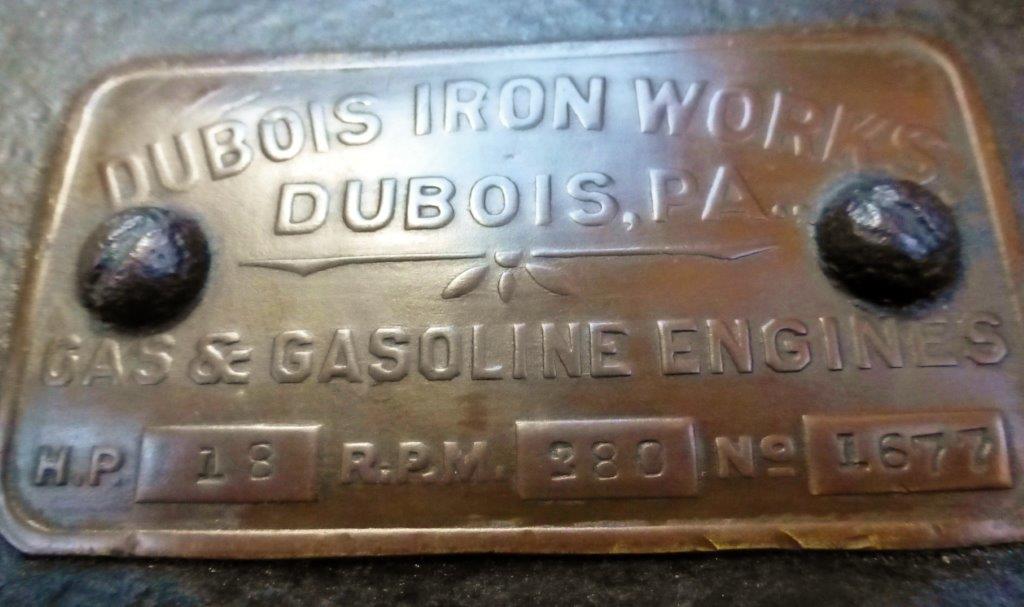 DUBOIS IRON WORKS
DUBOIS, PA.,
GAS & GASOLINE ENGINES
H.P. 18 R.P.M. 280 Nº 1677